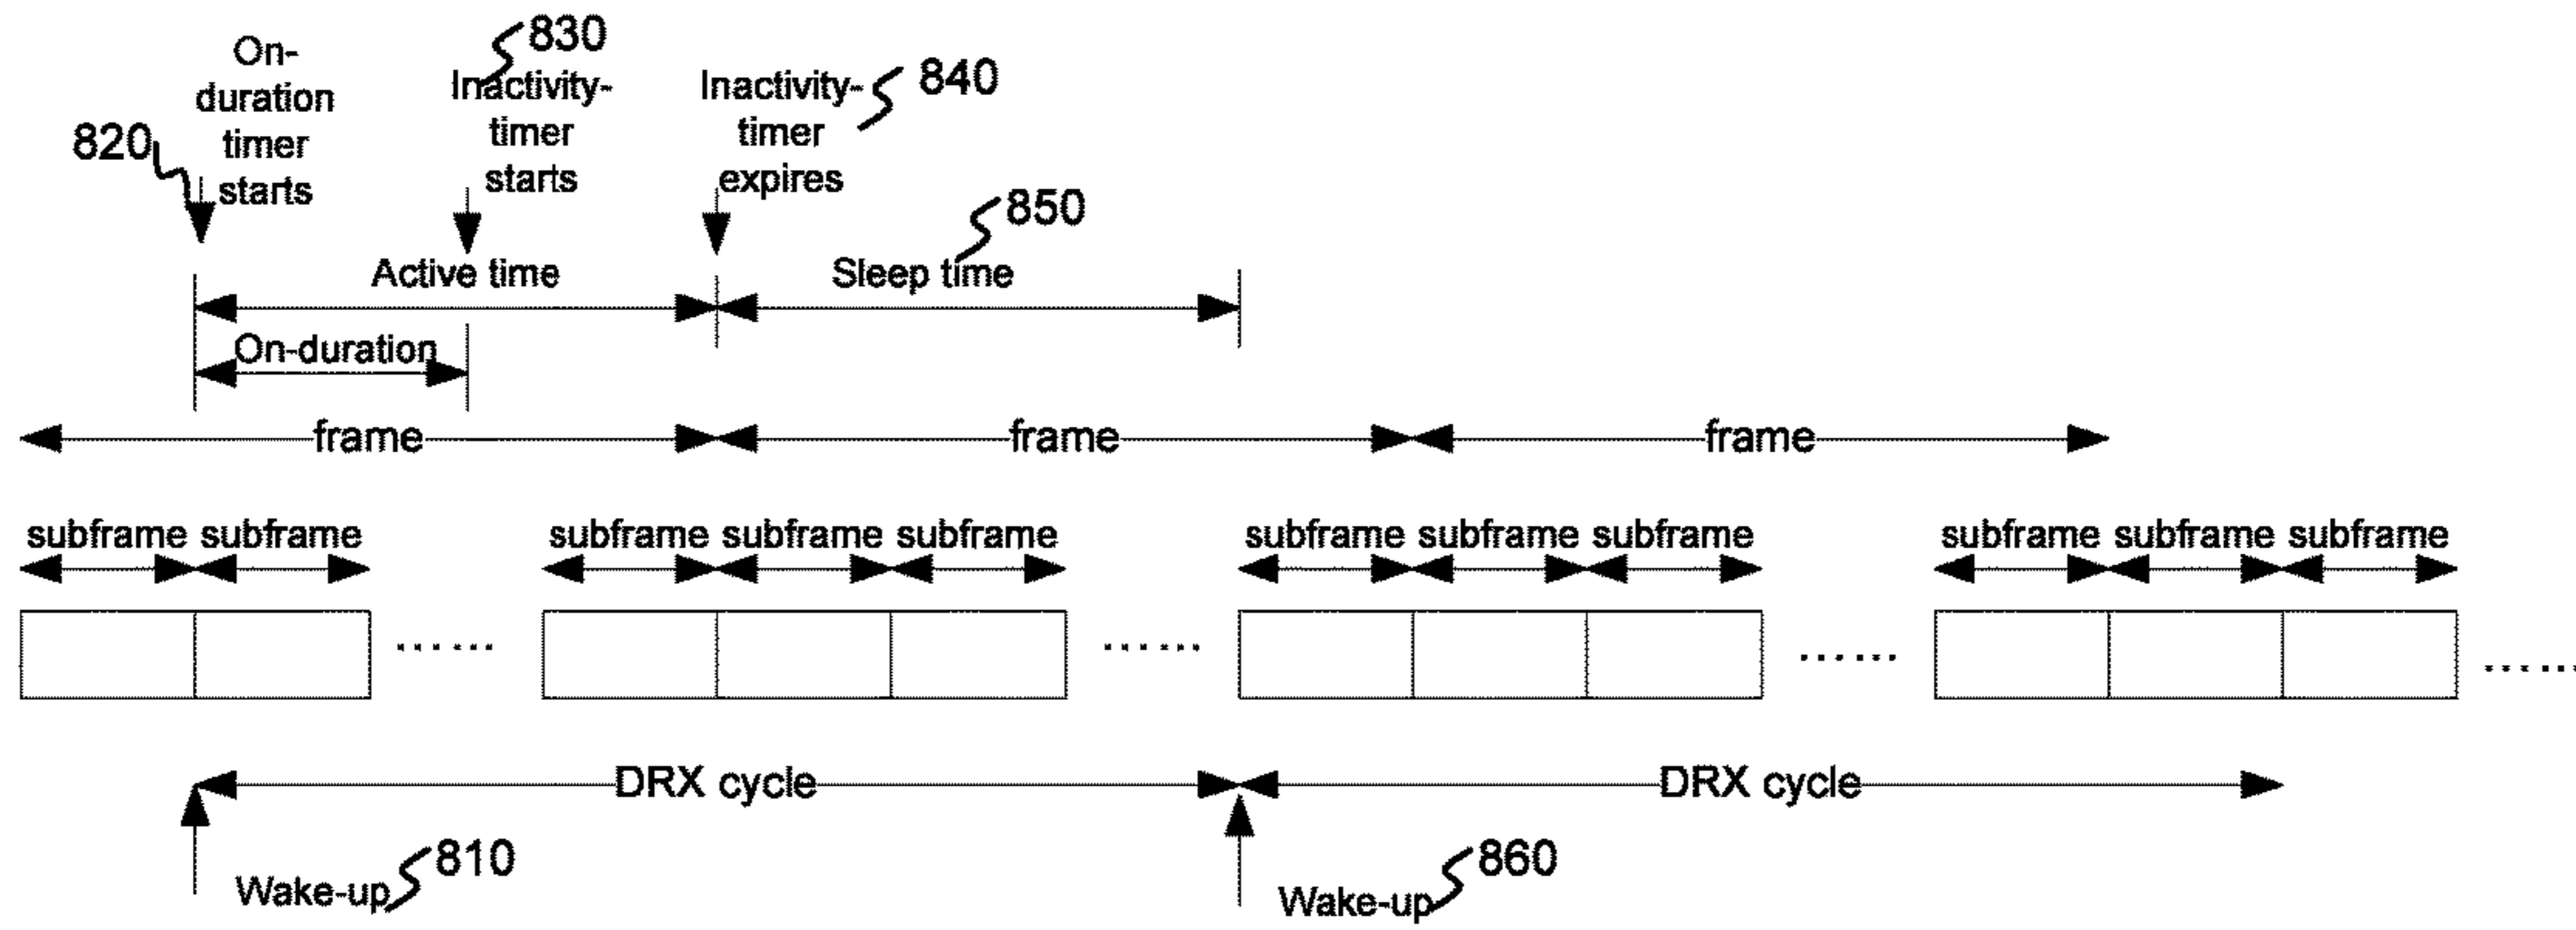 830
On-
duration
timer
starts
820
Inactivity-
timer
starts
Inactivity-
timer
expires
840
850
Active time
Sleep time
On-duration
frame frame frame
subframe subframe subframe subframe subframe subframe subframe subframe subframe subframe subframe
...... ...... ...... ......
DRX cycle DRX cycle
Wake-up 810
Wake-up 860